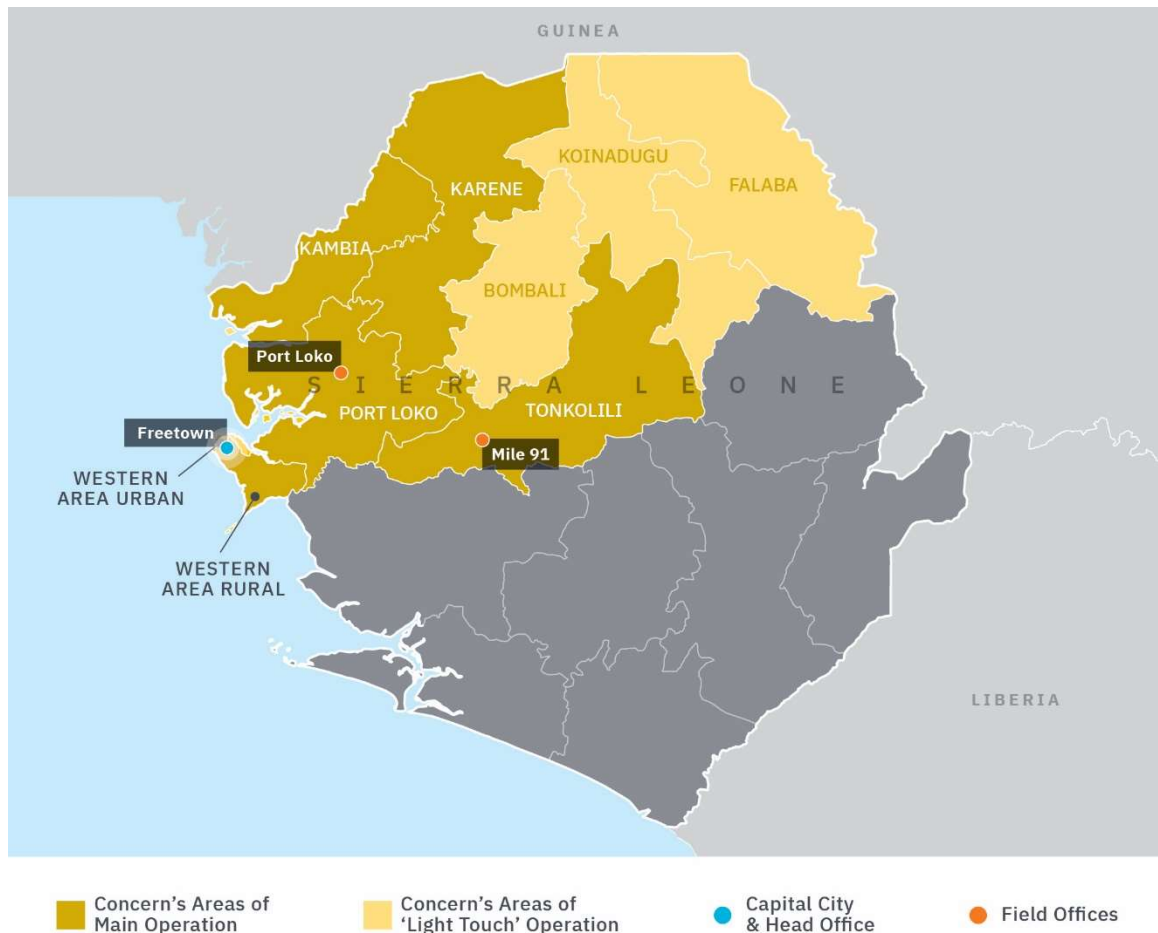 GUINEA
KOINADUGU
KARENE
FALABA
KAMBIA
BOMBALI
Port Loko
SIERRA LEONE
PORT LOKO
TONKOLILI
Freetown
Mile 91
WESTERN
AREA URBAN
WESTERN
AREA RURAL
LIBERIA
Concern's Areas of
Main Operation
Concern's Areas of
'Light Touch' Operation
Capital City
& Head Office
Field Offices